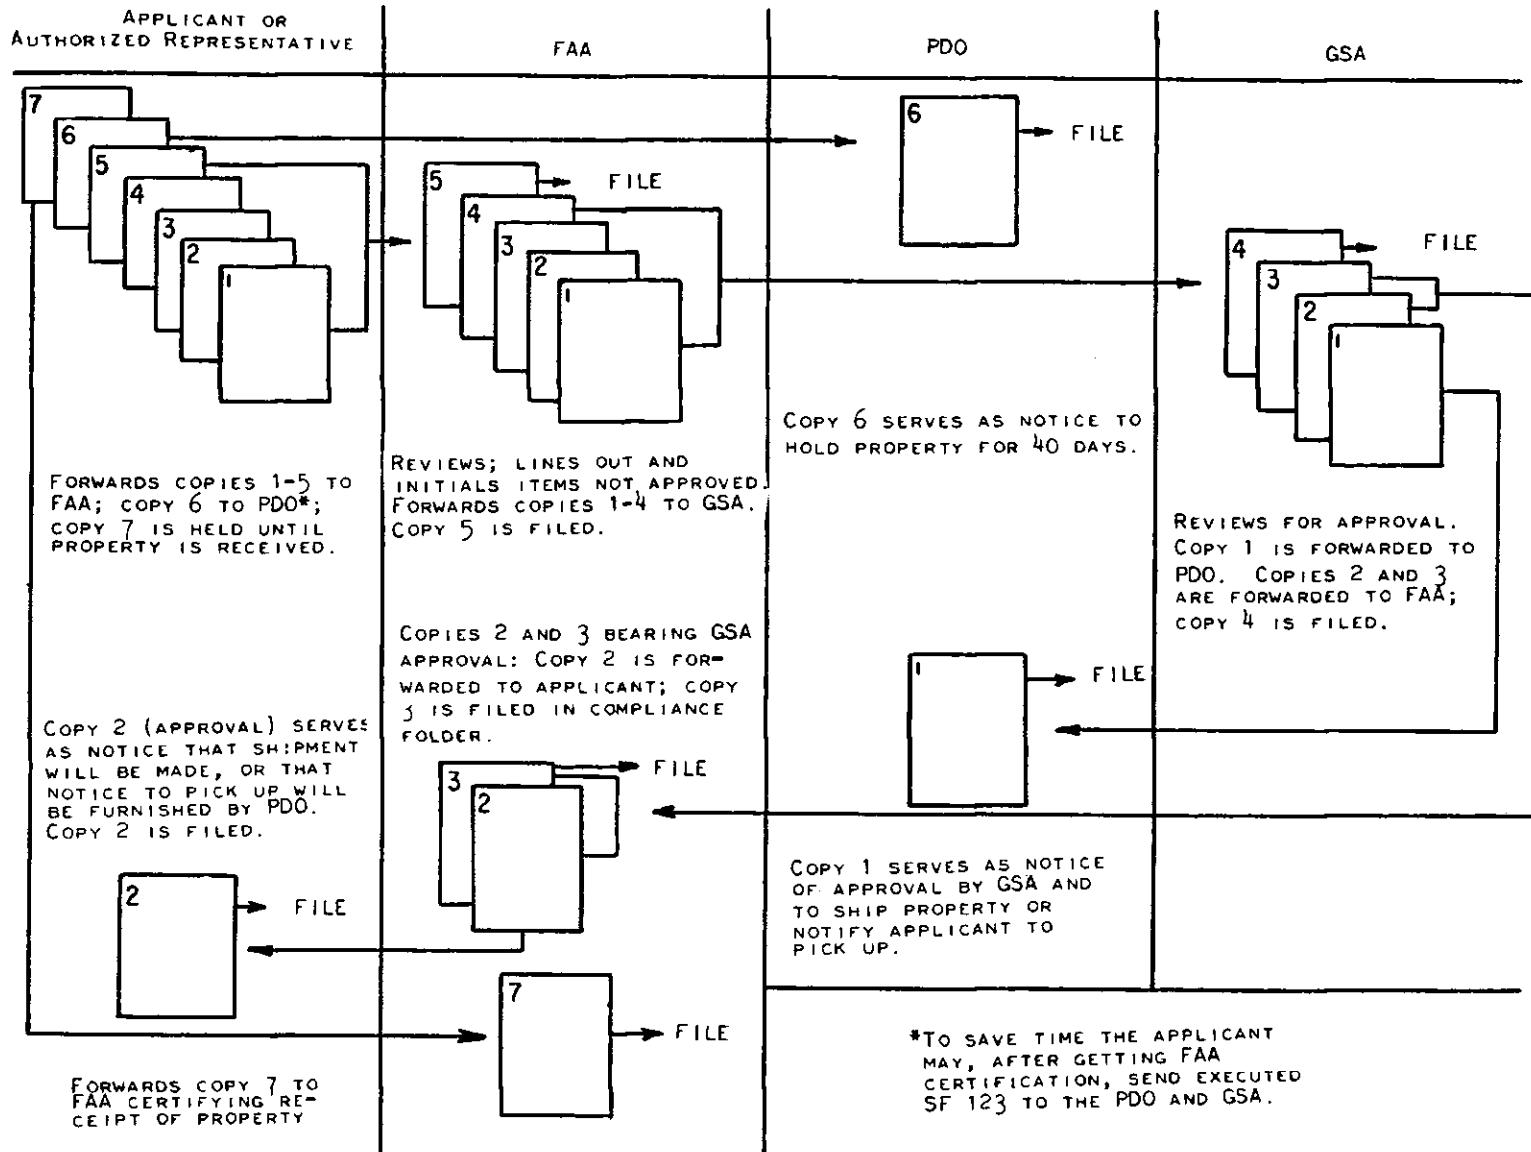 APPLICANT OR
AUTHORIZED REPRESENTATIVE
FAA
PDO
GSA
7
6
5
4
3
2
1
5
FILE
4
3
2
1
6
FILE
4
FILE
3
2
1
FORWARDS COPIES 1-5 TO
FAA; COPY 6 TO PDO*;
COPY 7 IS HELD UNTIL
PROPERTY IS RECEIVED.
REVIEWS; LINES OUT AND
INITIALS ITEMS NOT APPROVED.
FORWARDS COPIES 1-4 TO GSA.
COPY 5 IS FILED.
COPY 6 SERVES AS NOTICE TO
HOLD PROPERTY FOR 40 DAYS.
REVIEWS FOR APPROVAL.
COPY 1 IS FORWARDED TO
PDO. COPIES 2 AND 3
ARE FORWARDED TO FAA;
COPY 4 IS FILED.
COPIES 2 AND 3 BEARING GSA
APPROVAL: COPY 2 IS FOR-
WARDED TO APPLICANT; COPY
3 IS FILED IN COMPLIANCE
FOLDER.
1
FILE
COPY 2 (APPROVAL) SERVES
AS NOTICE THAT SHIPMENT
WILL BE MADE, OR THAT
NOTICE TO PICK UP WILL
BE FURNISHED BY PDO.
COPY 2 IS FILED.
3
FILE
2
2
FILE
COPY 1 SERVES AS NOTICE
OF APPROVAL BY GSA AND
TO SHIP PROPERTY OR
NOTIFY APPLICANT TO
PICK UP.
7
FILE
FORWARDS COPY 7 TO
FAA CERTIFYING RE-
CEIPT OF PROPERTY
*TO SAVE TIME THE APPLICANT
MAY, AFTER GETTING FAA
CERTIFICATION, SEND EXECUTED
SF 123 TO THE PDO AND GSA.